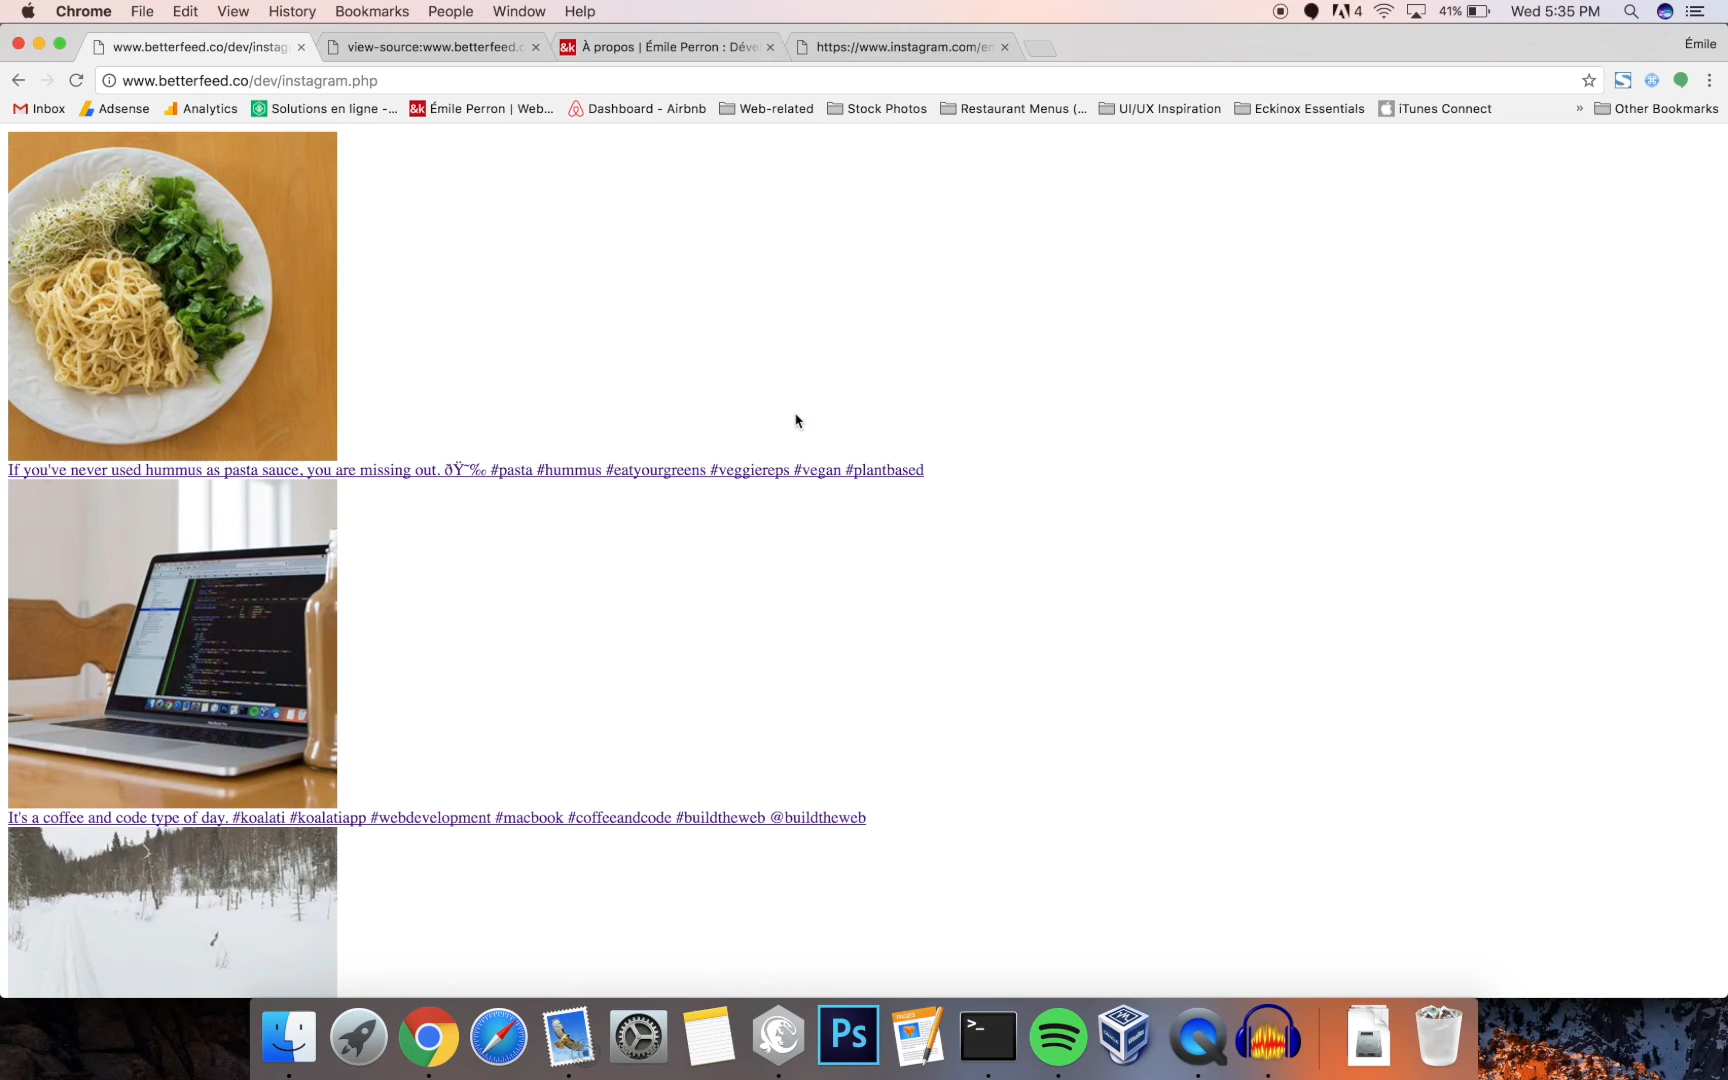 Chrome File Edit View History Bookmarks People Window Help 4 41% Wed 5:35 PM
www.betterfeed.co/dev/instag view-source:www.betterfeed.c À propos | Émile Perron : Déve https://www.instagram.com/em Émile
www.betterfeed.co/dev/instagram.php
Inbox Adsense Analytics Solutions en ligne -... &k Émile Perron | Web... Dashboard - Airbnb Web-related Stock Photos Restaurant Menus (... UI/UX Inspiration Eckinox Essentials iTunes Connect » Other Bookmarks
If you've never used hummus as pasta sauce, you are missing out. ðŸ˜‰ #pasta #hummus #eatyourgreens #veggiereps #vegan #plantbased
It's a coffee and code type of day. #koalati #koalatiapp #webdevelopment #macbook #coffeeandcode #buildtheweb @buildtheweb
Ps PAGES >_